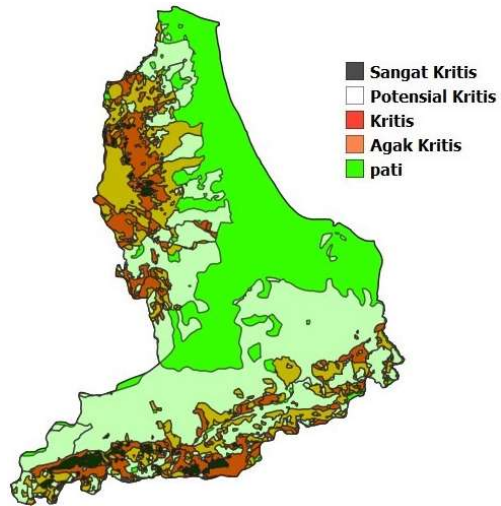 Sangat Kritis
Potensial Kritis
Kritis
Agak Kritis
pati